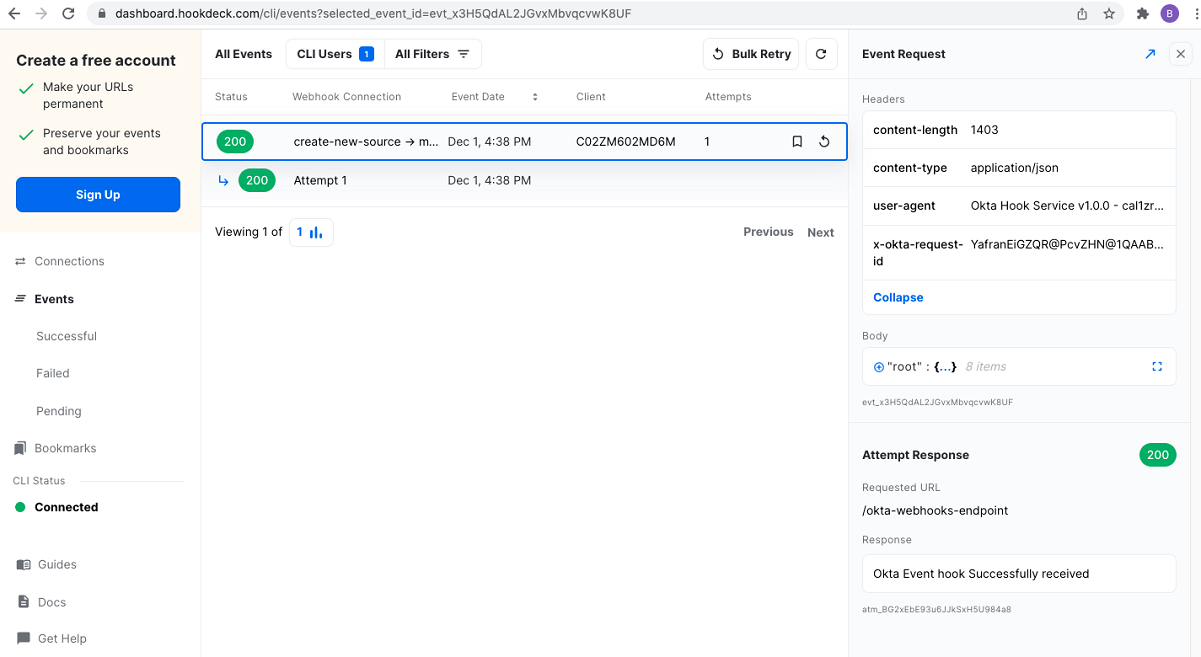 dashboard.hookdeck.com/cli/events?selected_event_id=evt_x3H5QdAL2JGvxMbvqcvwK8UF
B
Create a free account
Make your URLs
permanent
Preserve your events
and bookmarks
Sign Up
Connections
Events
Successful
Failed
Pending
Bookmarks
CLI Status
Connected
Guides
Docs
Get Help
All Events
CLI Users 1
All Filters
Bulk Retry
Status Webhook Connection Event Date Client Attempts
200 create-new-source → m... Dec 1, 4:38 PM C02ZM602MD6M 1
200 Attempt 1 Dec 1, 4:38 PM
Viewing 1 of 1
Previous Next
Event Request
Headers
content-length 1403
content-type application/json
user-agent Okta Hook Service v1.0.0 - cal1zr...
x-okta-request- YafranEiGZQR@PcvZHN@1QAAB...
id
Collapse
Body
"root" : {...} 8 items
evt_x3H5QdAL2JGvxMbvqcvwK8UF
Attempt Response 200
Requested URL
/okta-webhooks-endpoint
Response
Okta Event hook Successfully received
atm_BG2xEbE93u6JJkSxH5U984a8